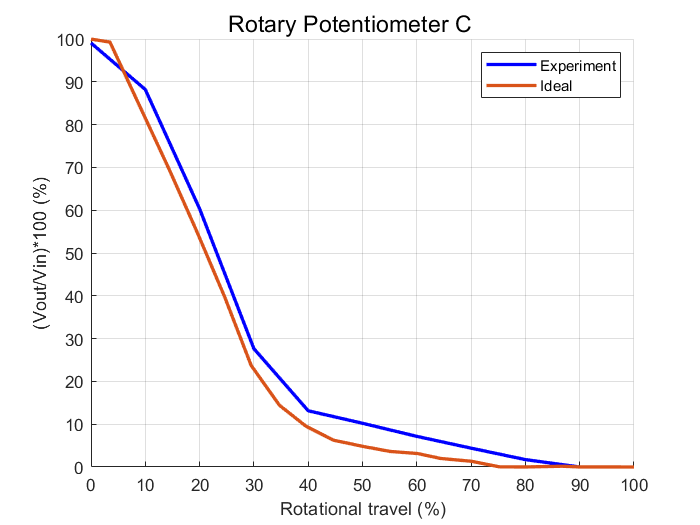 Rotary Potentiometer C
Experiment
Ideal
(Vout/Vin)*100 (%)
100
90
80
70
60
50
40
30
20
10
0
0 10 20 30 40 50 60 70 80 90 100
Rotational travel (%)